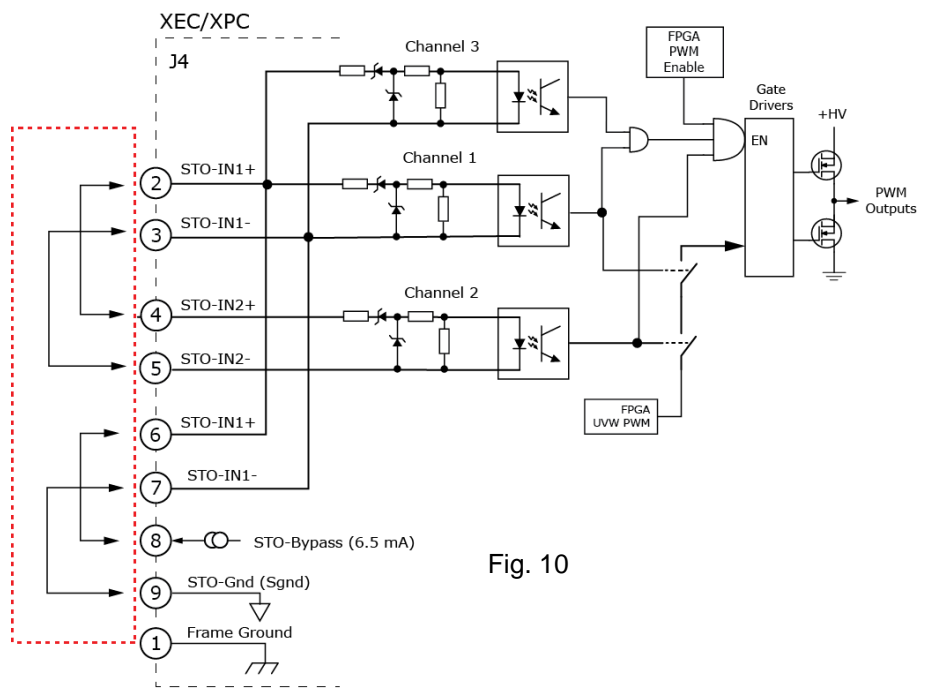 XEC/XPC
J4
Channel 3
FPGA
PWM
Enable
Gate
Drivers
+HV
EN
2
STO-IN1+
Channel 1
PWM
Outputs
3
STO-IN1-
4
STO-IN2+
Channel 2
5
STO-IN2-
FPGA
UVW PWM
6
STO-IN1+
7
STO-IN1-
8
STO-Bypass (6.5 mA)
Fig. 10
9
STO-Gnd (Sgnd)
1
Frame Ground